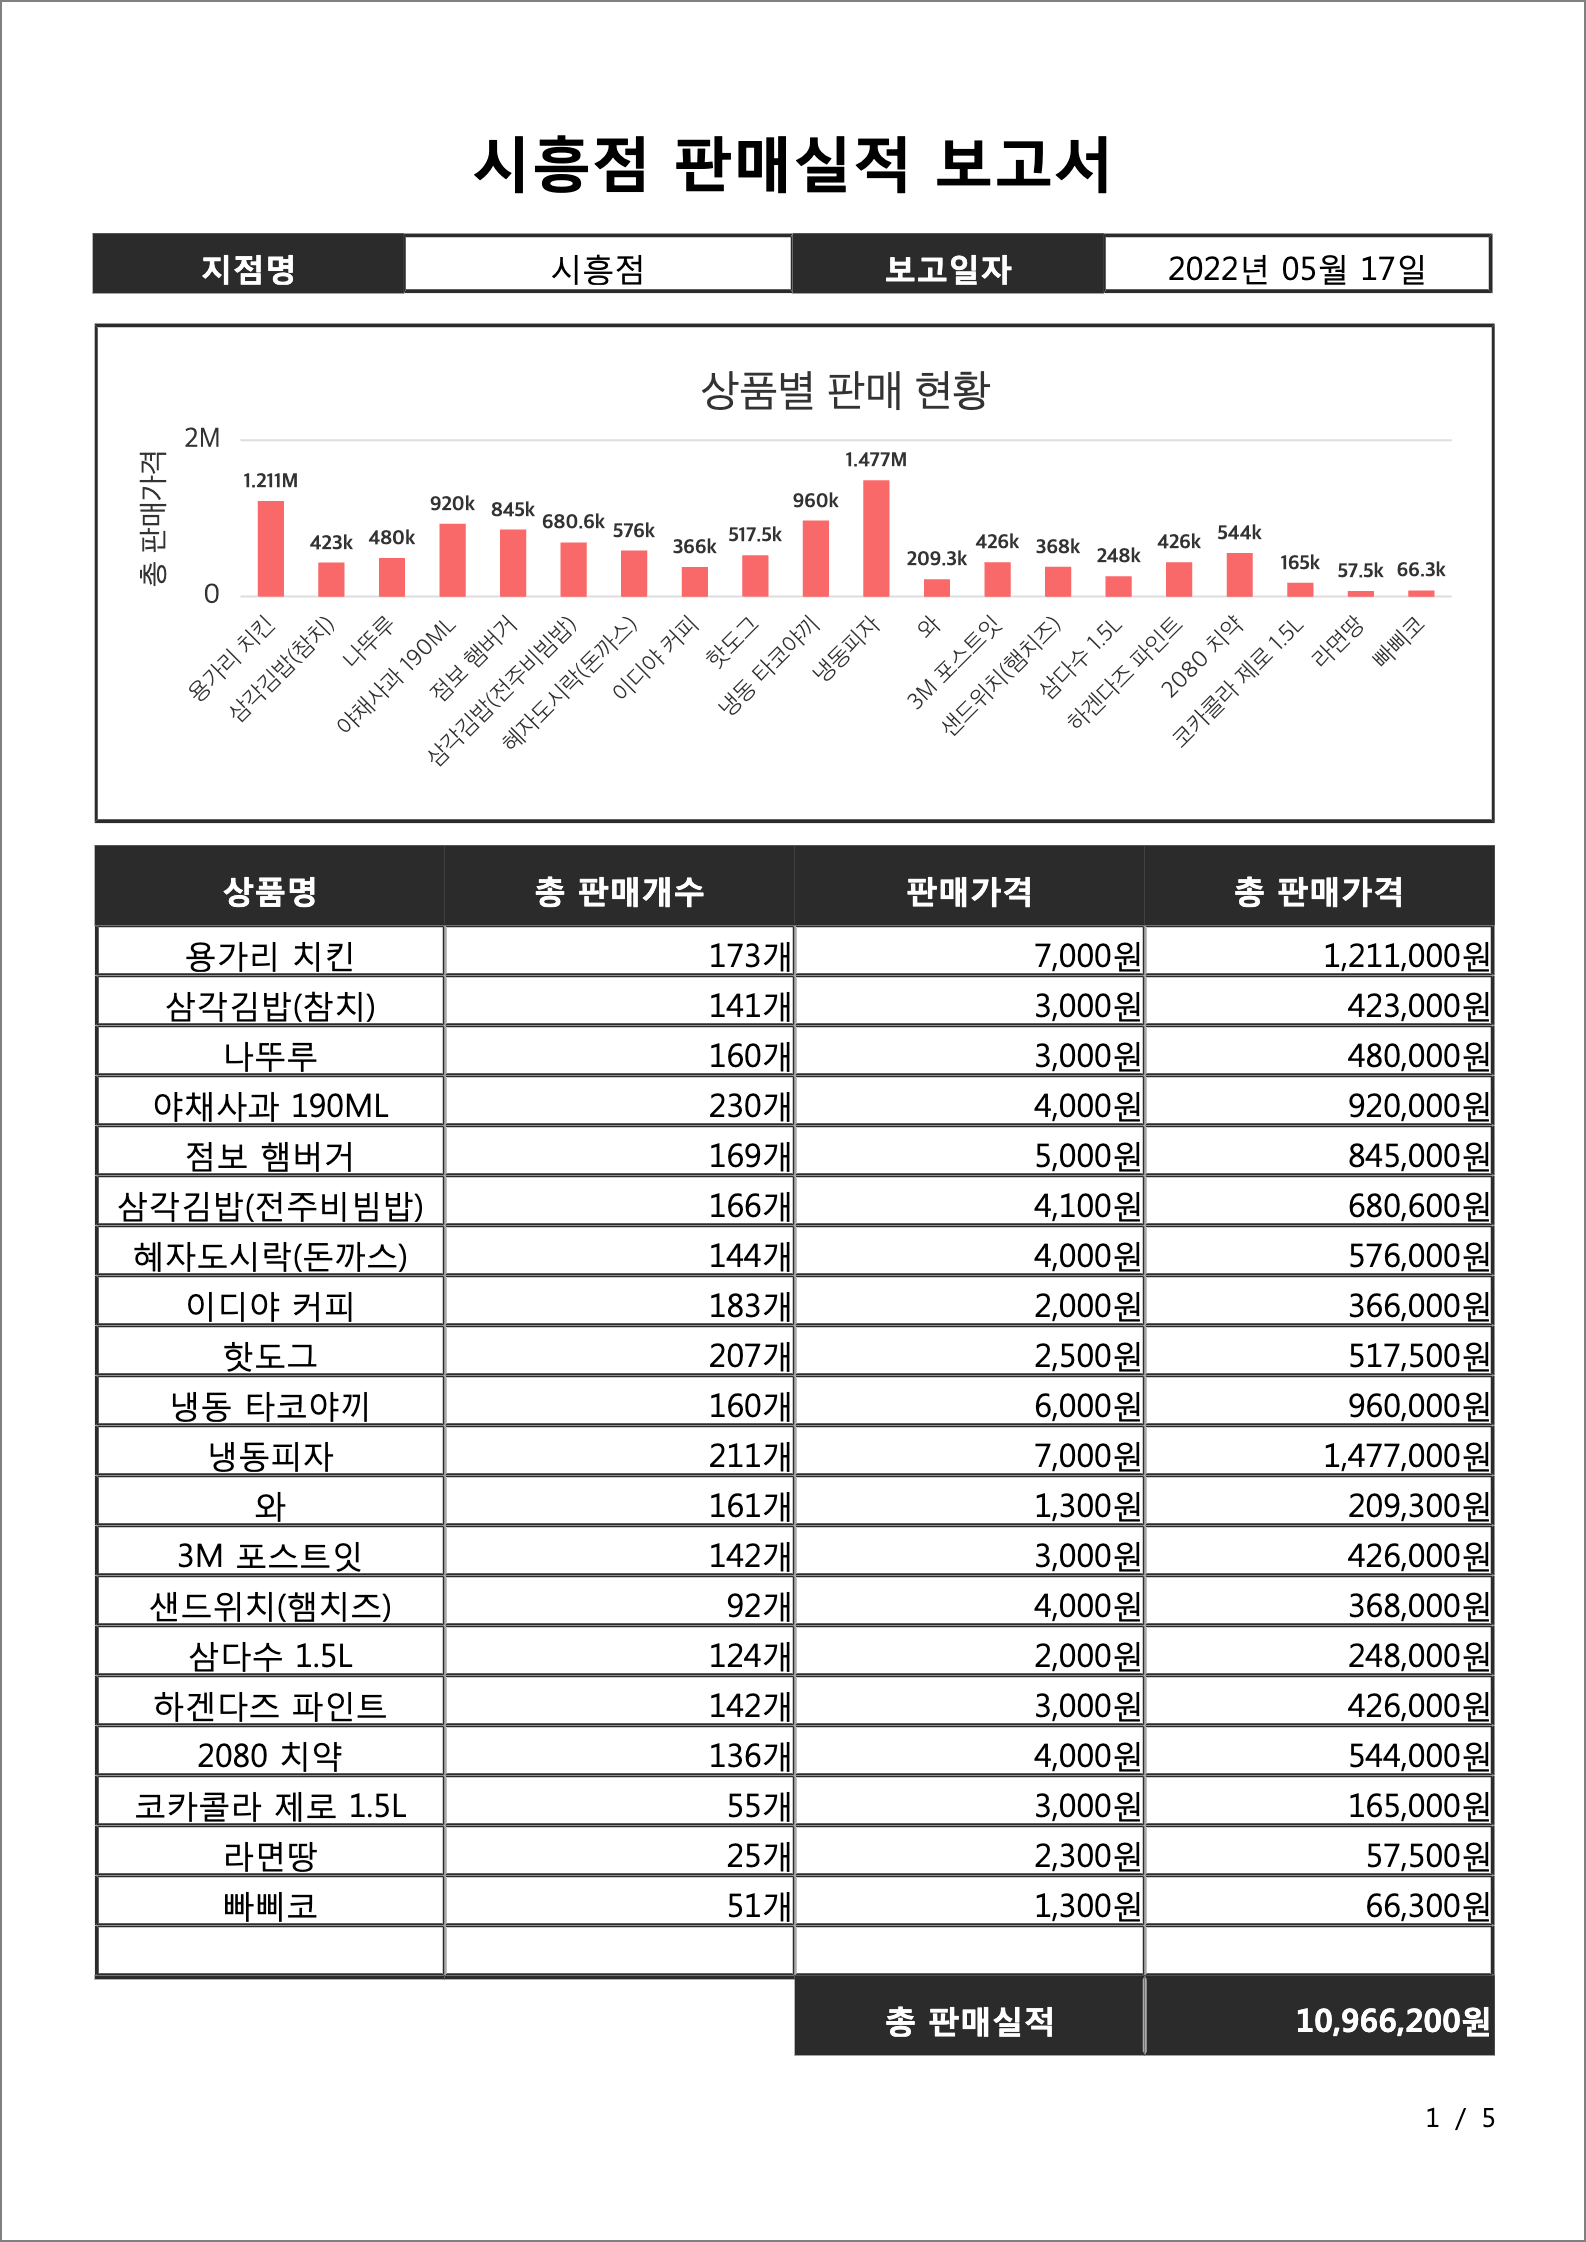 시흥점 판매실적 보고서
지점명 시흥점 보고일자 2022년 05월 17일
상품별 판매 현황
총 판매가격
2M
0
1.211M 423k 480k 920k 845k 680.6k 576k 366k 517.5k 960k 1.477M 209.3k 426k 368k 248k 426k 544k 165k 57.5k 66.3k
용가리 치킨 삼각김밥(참치) 나뚜루 야채사과 190ML 점보 햄버거 삼각김밥(전주비빔밥) 혜자도시락(돈까스) 이디야 커피 핫도그 냉동 타코야끼 냉동피자 와 3M 포스트잇 샌드위치(햄치즈) 삼다수 1.5L 하겐다즈 파인트 2080 치약 코카콜라 제로 1.5L 라면땅 빠삐코
상품명 총 판매개수 판매가격 총 판매가격
용가리 치킨 173개 7,000원 1,211,000원
삼각김밥(참치) 141개 3,000원 423,000원
나뚜루 160개 3,000원 480,000원
야채사과 190ML 230개 4,000원 920,000원
점보 햄버거 169개 5,000원 845,000원
삼각김밥(전주비빔밥) 166개 4,100원 680,600원
혜자도시락(돈까스) 144개 4,000원 576,000원
이디야 커피 183개 2,000원 366,000원
핫도그 207개 2,500원 517,500원
냉동 타코야끼 160개 6,000원 960,000원
냉동피자 211개 7,000원 1,477,000원
와 161개 1,300원 209,300원
3M 포스트잇 142개 3,000원 426,000원
샌드위치(햄치즈) 92개 4,000원 368,000원
삼다수 1.5L 124개 2,000원 248,000원
하겐다즈 파인트 142개 3,000원 426,000원
2080 치약 136개 4,000원 544,000원
코카콜라 제로 1.5L 55개 3,000원 165,000원
라면땅 25개 2,300원 57,500원
빠삐코 51개 1,300원 66,300원
총 판매실적 10,966,200원
1 / 5